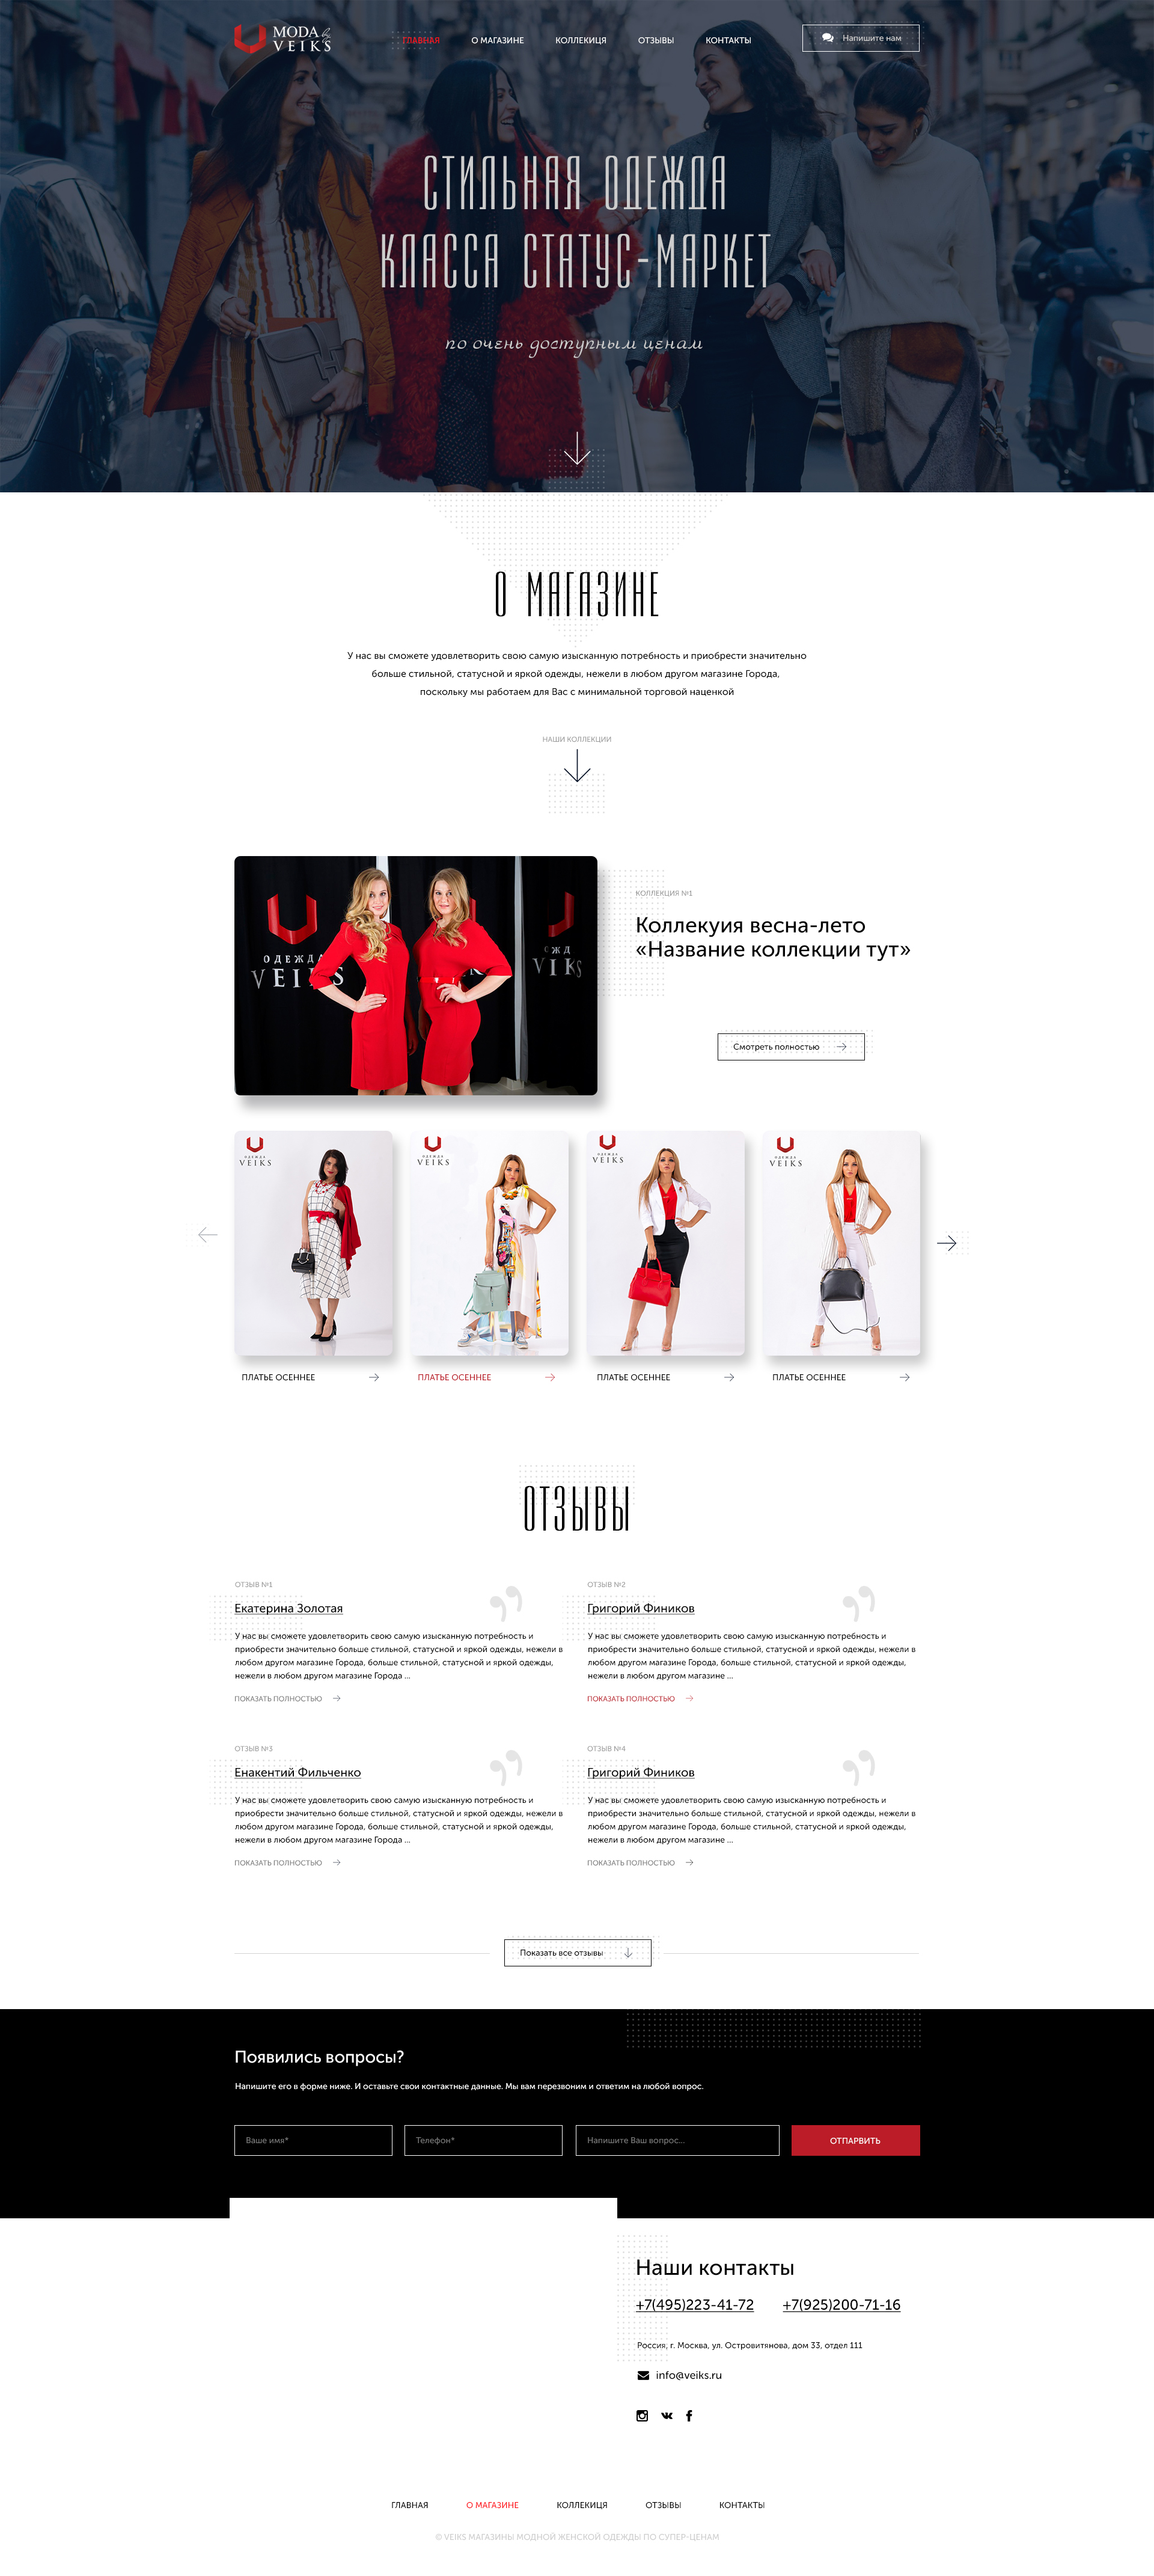 MODA by
VEIKS
ГЛАВНАЯ
О МАГАЗИНЕ
КОЛЛЕКИЦЯ
ОТЗЫВЫ
КОНТАКТЫ
Напишите нам
СТИЛЬНАЯ ОДЕЖДА
КЛАССА СТАТУС-МАРКЕТ
по очень доступным ценам
О МАГАЗИНЕ
У нас вы сможете удовлетворить свою самую изысканную потребность и приобрести значительно
больше стильной, статусной и яркой одежды, нежели в любом другом магазине Города,
поскольку мы работаем для Вас с минимальной торговой наценкой
НАШИ КОЛЛЕКЦИИ
ОДЕЖДА
VEIKS
КОЛЛЕКЦИЯ №1
Коллекуия весна-лето
«Название коллекции тут»
Смотреть полностью
ОДЕЖДА
VEIKS
ОДЕЖДА
VEIKS
ОДЕЖДА
VEIKS
ОДЕЖДА
VEIKS
ПЛАТЬЕ ОСЕННЕЕ
ПЛАТЬЕ ОСЕННЕЕ
ПЛАТЬЕ ОСЕННЕЕ
ПЛАТЬЕ ОСЕННЕЕ
ОТЗЫВЫ
ОТЗЫВ №1
Екатерина Золотая
У нас вы сможете удовлетворить свою самую изысканную потребность и
приобрести значительно больше стильной, статусной и яркой одежды, нежели в
любом другом магазине Города, больше стильной, статусной и яркой одежды,
нежели в любом другом магазине Города ...
ПОКАЗАТЬ ПОЛНОСТЬЮ
ОТЗЫВ №2
Григорий Фиников
У нас вы сможете удовлетворить свою самую изысканную потребность и
приобрести значительно больше стильной, статусной и яркой одежды, нежели в
любом другом магазине Города, больше стильной, статусной и яркой одежды,
нежели в любом другом магазине ...
ПОКАЗАТЬ ПОЛНОСТЬЮ
ОТЗЫВ №3
Енакентий Фильченко
У нас вы сможете удовлетворить свою самую изысканную потребность и
приобрести значительно больше стильной, статусной и яркой одежды, нежели в
любом другом магазине Города, больше стильной, статусной и яркой одежды,
нежели в любом другом магазине Города ...
ПОКАЗАТЬ ПОЛНОСТЬЮ
ОТЗЫВ №4
Григорий Фиников
У нас вы сможете удовлетворить свою самую изысканную потребность и
приобрести значительно больше стильной, статусной и яркой одежды, нежели в
любом другом магазине Города, больше стильной, статусной и яркой одежды,
нежели в любом другом магазине ...
ПОКАЗАТЬ ПОЛНОСТЬЮ
Показать все отзывы
Появились вопросы?
Напишите его в форме ниже. И оставьте свои контактные данные. Мы вам перезвоним и ответим на любой вопрос.
Ваше имя*
Телефон*
Напишите Ваш вопрос...
ОТПАРВИТЬ
Наши контакты
+7(495)223-41-72
+7(925)200-71-16
Россия, г. Москва, ул. Островитянова, дом 33, отдел 111
info@veiks.ru
ГЛАВНАЯ
О МАГАЗИНЕ
КОЛЛЕКИЦЯ
ОТЗЫВЫ
КОНТАКТЫ
© VEIKS МАГАЗИНЫ МОДНОЙ ЖЕНСКОЙ ОДЕЖДЫ ПО СУПЕР-ЦЕНАМ